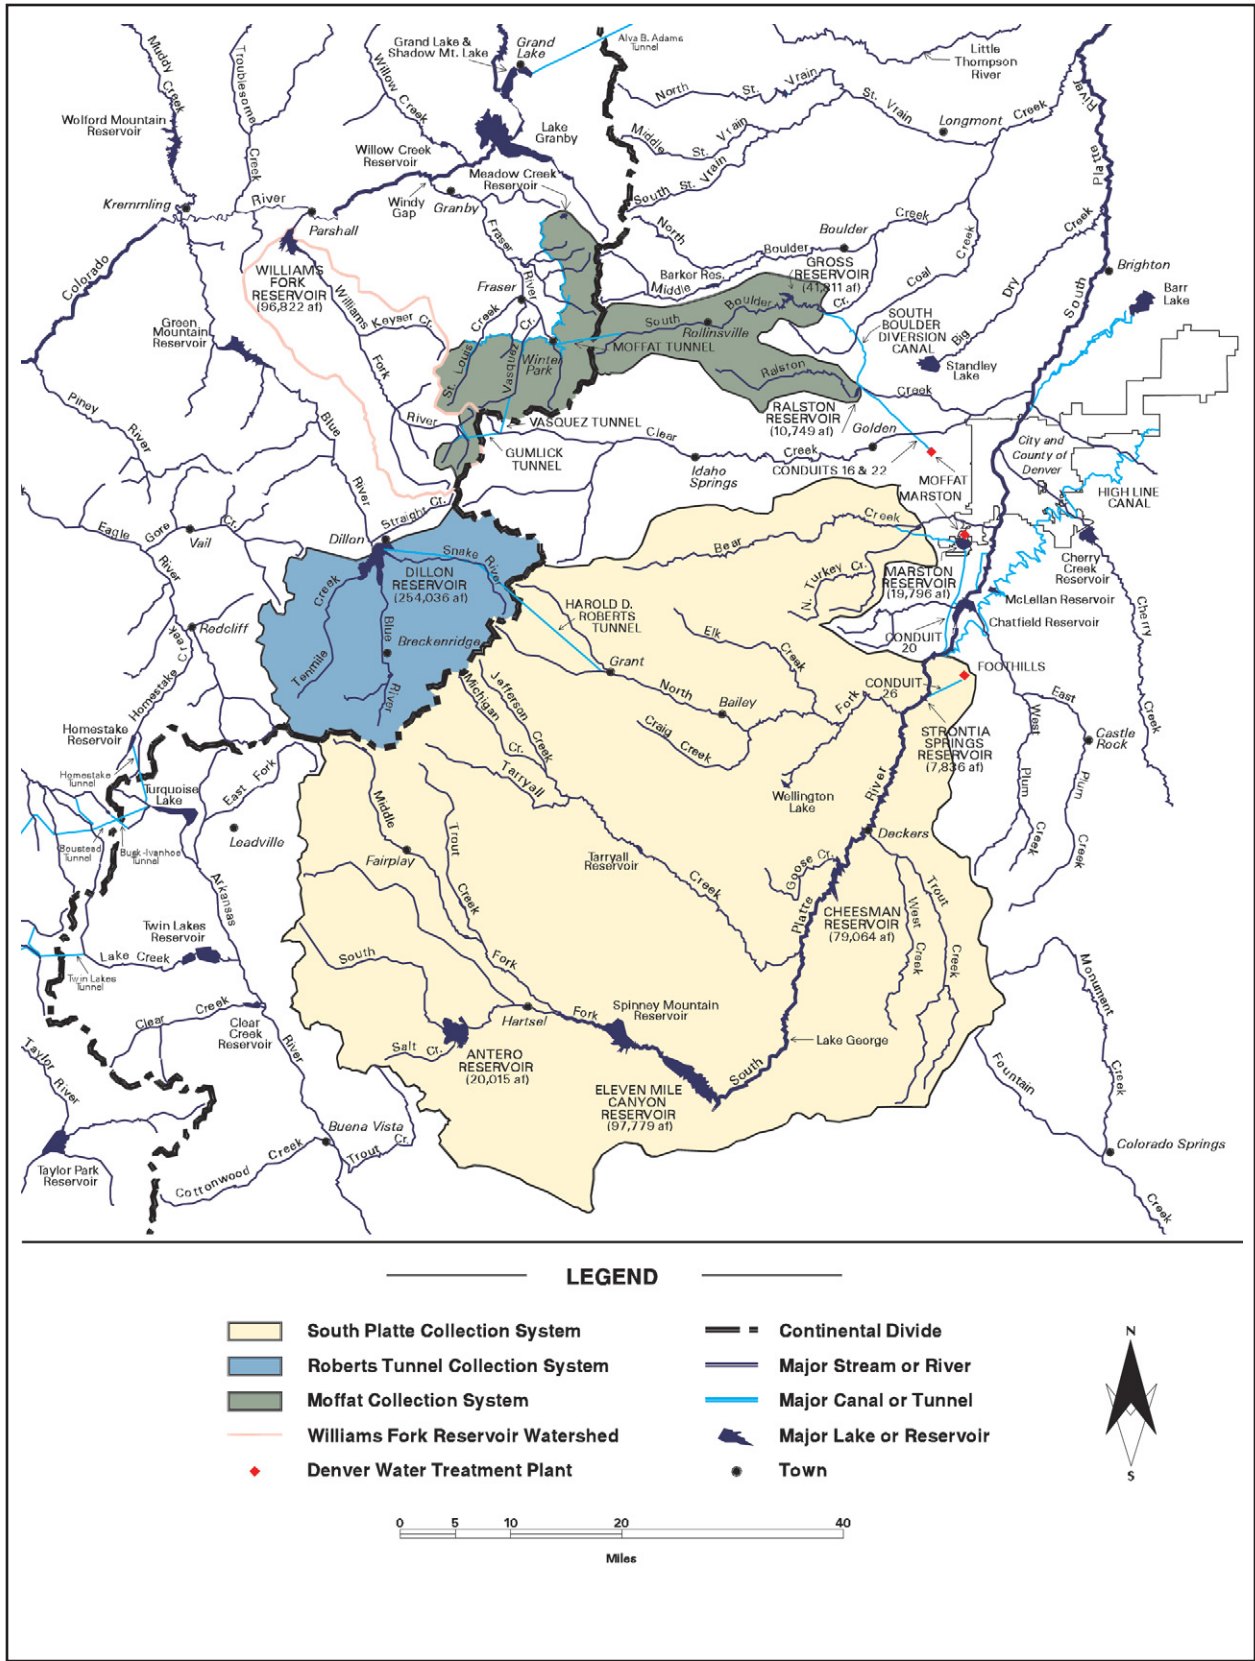 Muddy Creek
Troublesome Creek
Willow Creek
Grand Lake &
Shadow Mt. Lake
Grand
Lake
Alva B. Adams
Tunnel
Little
Thompson
River
River
Wolford Mountain
Reservoir
North St. Vrain
St. Vrain Creek
Longmont
Lake
Granby
Middle St. Vrain
Willow Creek
Reservoir
Meadow Creek
Reservoir
South St. Vrain
Platte
Kremmling
River
Parshall
Windy
Gap
Granby
North
Boulder Creek
Boulder
Colorado
WILLIAMS
FORK
RESERVOIR
(96,822 af)
Fraser River
Barker Res.
Middle
GROSS
RESERVOIR
(41,811 af)
Boulder
Cr.
Coal Creek
Big Dry Creek
South
Brighton
Barr
Lake
Green
Mountain
Reservoir
Williams Fork River
Keyser Cr.
Fraser
St. Louis Creek
Vasquez Cr.
Winter
Park
South
Rollinsville
MOFFAT TUNNEL
SOUTH
BOULDER
DIVERSION
CANAL
Standley
Lake
Ralston Creek
RALSTON
RESERVOIR
(10,749 af)
Piney River
Blue River
VASQUEZ TUNNEL
GUMLICK
TUNNEL
Clear Creek
Idaho
Springs
Golden
CONDUITS 16 & 22
MOFFAT
City and
County of
Denver
HIGH LINE
CANAL
MARSTON
Eagle River
Gore Cr.
Vail
Straight Cr.
Dillon
Snake River
DILLON
RESERVOIR
(254,036 af)
Bear Creek
N. Turkey Cr.
MARSTON
RESERVOIR
(19,796 af)
Cherry
Creek
Reservoir
McLellan Reservoir
Chatfield Reservoir
Cherry Creek
HAROLD D.
ROBERTS
TUNNEL
CONDUIT
20
Redcliff
Homestake Creek
Tenmile Creek
Blue River
Breckenridge
Elk Creek
Grant
North Fork
Bailey
CONDUIT
26
FOOTHILLS
Homestake
Reservoir
Michigan Cr.
Jefferson Creek
Craig Creek
STRONTIA
SPRINGS
RESERVOIR
(7,836 af)
East Plum Creek
West Plum Creek
Castle
Rock
Homestake
Tunnel
Turquoise
Lake
East Fork
Tarryall Creek
Wellington
Lake
River
Boustead
Tunnel
Busk-Ivanhoe
Tunnel
Leadville
Middle Fork
Fairplay
Trout Creek
Tarryall
Reservoir
Deckers
Goose Cr.
Platte
CHEESMAN
RESERVOIR
(79,064 af)
West Creek
Trout Creek
Arkansas River
Twin Lakes
Reservoir
Lake Creek
Twin Lakes
Tunnel
South Fork
Monument Creek
Clear Creek
Clear
Creek
Reservoir
Hartsel
Spinney Mountain
Reservoir
Salt Cr.
ANTERO
RESERVOIR
(20,015 af)
Lake George
South
ELEVEN MILE
CANYON
RESERVOIR
(97,779 af)
Fountain Creek
Taylor River
Taylor Park
Reservoir
Buena Vista
Cottonwood Creek
Trout Cr.
Colorado Springs
LEGEND
South Platte Collection System
Roberts Tunnel Collection System
Moffat Collection System
Williams Fork Reservoir Watershed
Denver Water Treatment Plant
Continental Divide
Major Stream or River
Major Canal or Tunnel
Major Lake or Reservoir
Town
N
S
0 5 10 20 40
Miles